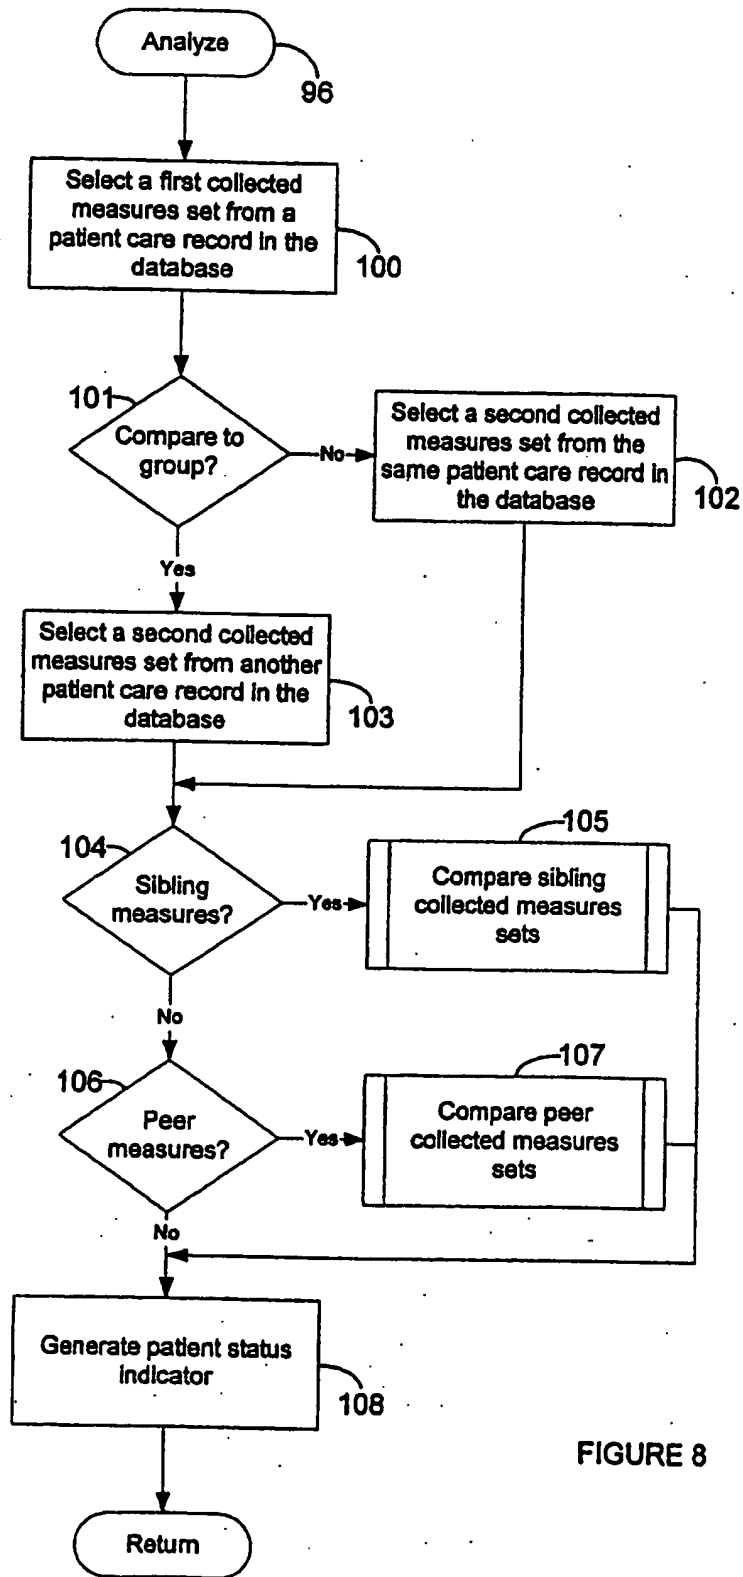 Analyze
96
Select a first collected
measures set from a
patient care record in the
database
100
101
Compare to
group?
No
Select a second collected
measures set from the
same patient care record in
the database
102
Yes
Select a second collected
measures set from another
patient care record in the
database
103
104
Sibling
measures?
Yes
105
Compare sibling
collected measures
sets
No
106
Peer
measures?
Yes
107
Compare peer
collected measures
sets
No
Generate patient status
indicator
108
FIGURE 8
Return